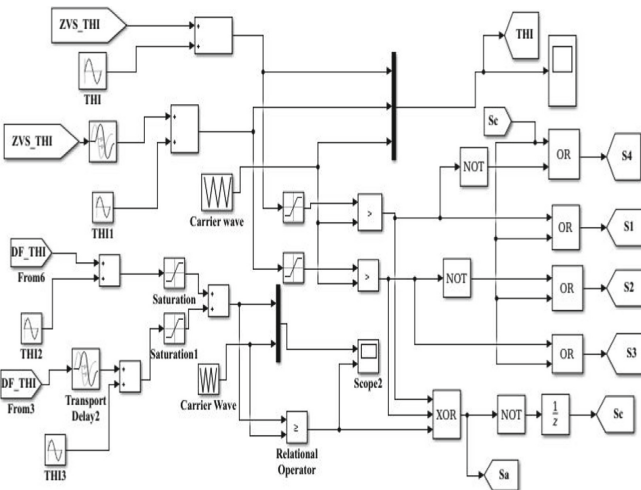 ZVS_THI
THI
THI
Sc
ZVS_THI
NOT
OR
S4
THI1
Carrier wave
>
OR
S1
DF_THI
From6
Saturation
>
NOT
OR
S2
THI2
Saturation1
OR
S3
DF_THI
From3
Transport
Delay2
Carrier Wave
Scope2
≥
Relational
Operator
XOR
NOT
1
z
Sc
THI3
Sa